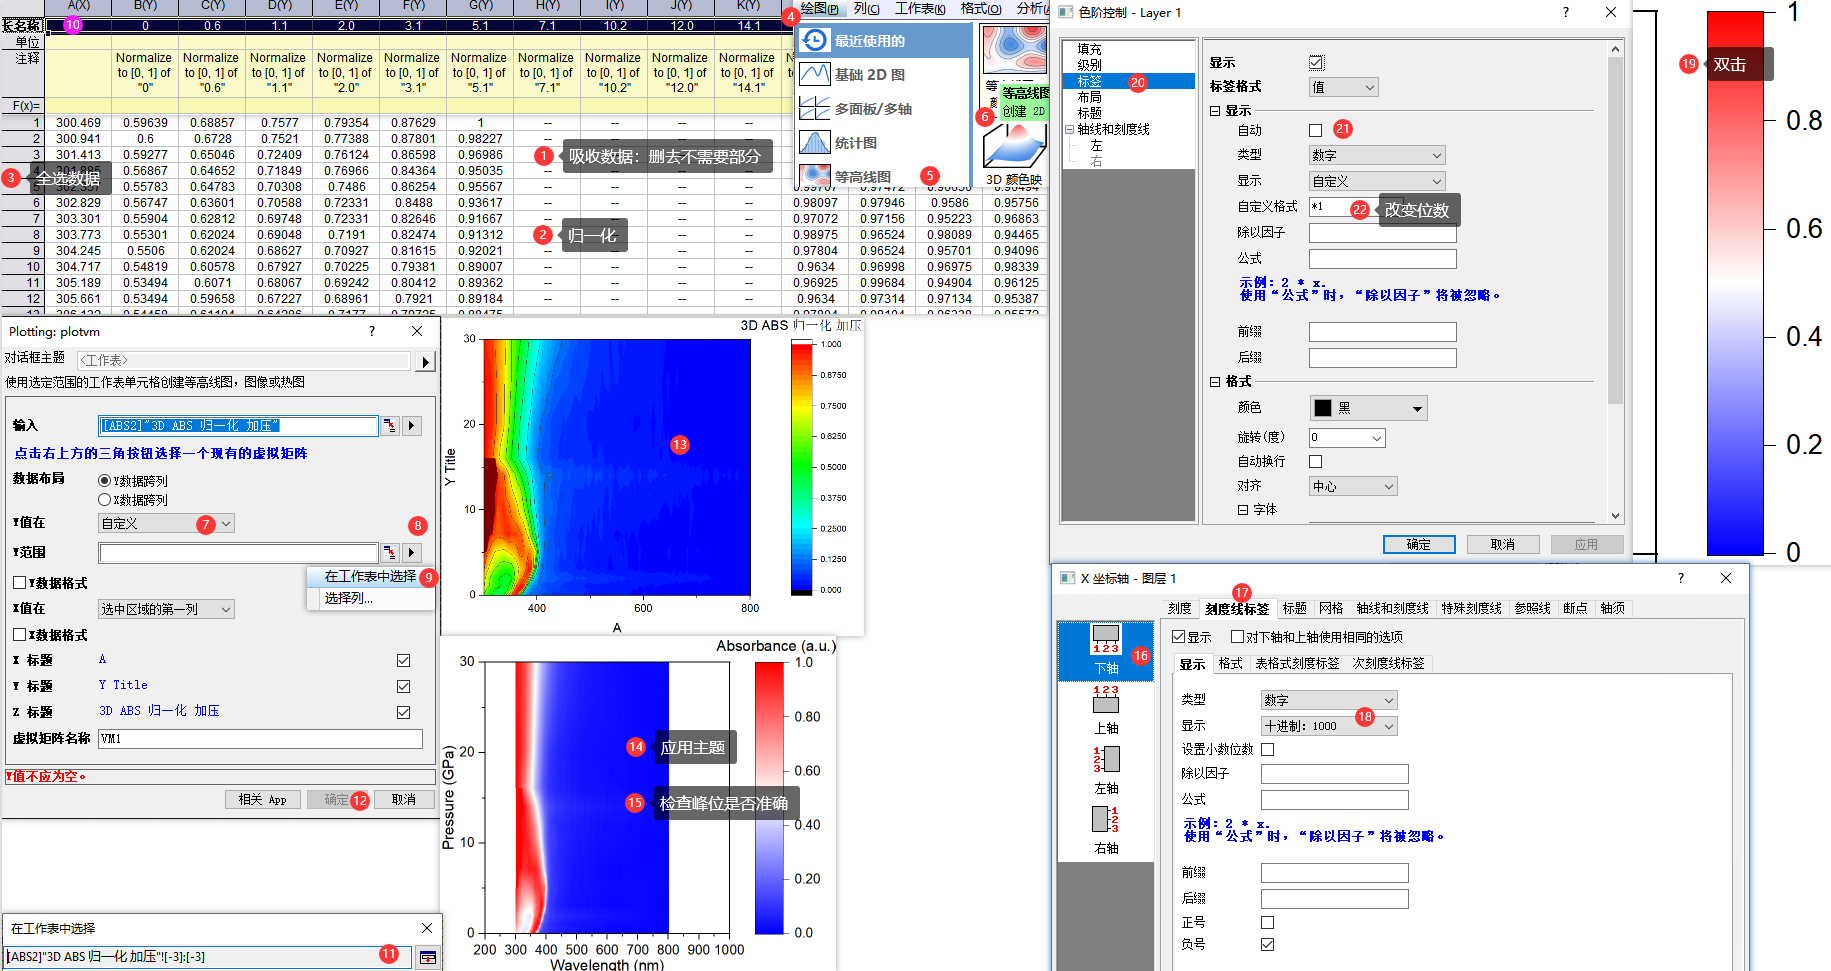 A(X) B(Y) C(Y) D(Y) E(Y) F(Y) G(Y) H(Y) I(Y) J(Y) K(Y)
长名称 10 0 0.6 1.1 2.0 3.1 5.1 7.1 10.2 12.0 14.1
单位
注释 Normalize to [0, 1] of "0" Normalize to [0, 1] of "0.6" Normalize to [0, 1] of "1.1" Normalize to [0, 1] of "2.0" Normalize to [0, 1] of "3.1" Normalize to [0, 1] of "5.1" Normalize to [0, 1] of "7.1" Normalize to [0, 1] of "10.2" Normalize to [0, 1] of "12.0" Normalize to [0, 1] of "14.1"
F(x)=
1 300.469 0.59639 0.68857 0.7577 0.79354 0.87629 1 -- -- -- --
2 300.941 0.6 0.6728 0.7521 0.77388 0.87801 0.98227 -- -- -- --
3 301.413 0.59277 0.65046 0.72409 0.76124 0.86598 0.96986
0.56867 0.64652 0.71849 0.76966 0.84364 0.95035 -- -- -- --
0.55783 0.64783 0.70308 0.7486 0.86254 0.95567 -- -- -- --
6 302.829 0.56747 0.63601 0.70588 0.72331 0.8488 0.93617 -- -- -- -- 0.98097 0.97946 0.9586 0.95756
7 303.301 0.55904 0.62812 0.69748 0.72331 0.82646 0.91667 -- -- -- -- 0.97072 0.97156 0.95223 0.96863
8 303.773 0.55301 0.62024 0.69048 0.7191 0.82474 0.91312 -- -- 0.98975 0.96524 0.98089 0.94465
9 304.245 0.5506 0.62024 0.68627 0.70927 0.81615 0.92021 -- -- -- -- 0.97804 0.96524 0.95701 0.94096
10 304.717 0.54819 0.60578 0.67927 0.70225 0.79381 0.89007 -- -- -- -- 0.9634 0.96998 0.96975 0.98339
11 305.189 0.53494 0.6071 0.68067 0.69242 0.80412 0.89362 -- -- -- -- 0.96925 0.99684 0.94904 0.96125
12 305.661 0.53494 0.59658 0.67227 0.68961 0.7921 0.89184 -- -- -- -- 0.9634 0.97314 0.97134 0.95387
1 吸收数据：删去不需要部分
2 归一化
3 全选数据
4 绘图(P) 列(C) 工作表(K) 格式(O) 分析(
最近使用的
基础 2D 图
多面板/多轴
统计图
等高线图 5
等高线图
创建 2D
6
3D 颜色映
Plotting: plotvm ? ×
对话框主题 <工作表>
使用选定范围的工作表单元格创建等高线图，图像或热图
输入 [ABS2]"3D ABS 归一化 加压"
点击右上方的三角按钮选择一个现有的虚拟矩阵
数据布局 Y数据跨列
X数据跨列
Y值在 自定义 7 8
Y范围
在工作表中选择 9
选择列...
Y数据格式
X值在 选中区域的第一列
X数据格式
X 标题 A
Y 标题 Y Title
Z 标题 3D ABS 归一化 加压
虚拟矩阵名称 VM1
Y值不应为空。
相关 App 确定 12 取消
在工作表中选择 ×
[ABS2]"3D ABS 归一化 加压"![-3]:[-3] 11
3D ABS 归一化 加压
30
20
10
0
Y Title
400 600 800
A
13
1.000
0.8750
0.7500
0.6250
0.5000
0.3750
0.2500
0.1250
0.000
Absorbance (a.u.)
30
20
10
0
Pressure (GPa)
200 300 400 500 600 700 800 900 1000
Wavelength (nm)
14 应用主题
15 检查峰位是否准确
1.0
0.80
0.60
0.40
0.20
0.0
色阶控制 - Layer 1 ? ×
填充
级别
标签 20
布局
标题
轴线和刻度线
左
右
显示
标签格式 值
显示
自动 21
类型 数字
显示 自定义
自定义格式 *1 22 改变位数
除以因子
公式
示例：2 * x.
使用“公式”时，“除以因子”将被忽略。
前缀
后缀
格式
颜色 黑
旋转(度) 0
自动换行
对齐 中心
字体
确定 取消 应用
19 双击
1
0.8
0.6
0.4
0.2
0
X 坐标轴 - 图层 1 ? ×
17
刻度 刻度线标签 标题 网格 轴线和刻度线 特殊刻度线 参照线 断点 轴须
显示 对下轴和上轴使用相同的选项
显示 格式 表格式刻度标签 次刻度线标签
1 2 3
下轴 16
1 2 3
上轴
1
2
3
左轴
1
2
3
右轴
类型 数字
显示 十进制：1000 18
设置小数位数
除以因子
公式
示例：2 * x.
使用“公式”时，“除以因子”将被忽略。
前缀
后缀
正号
负号